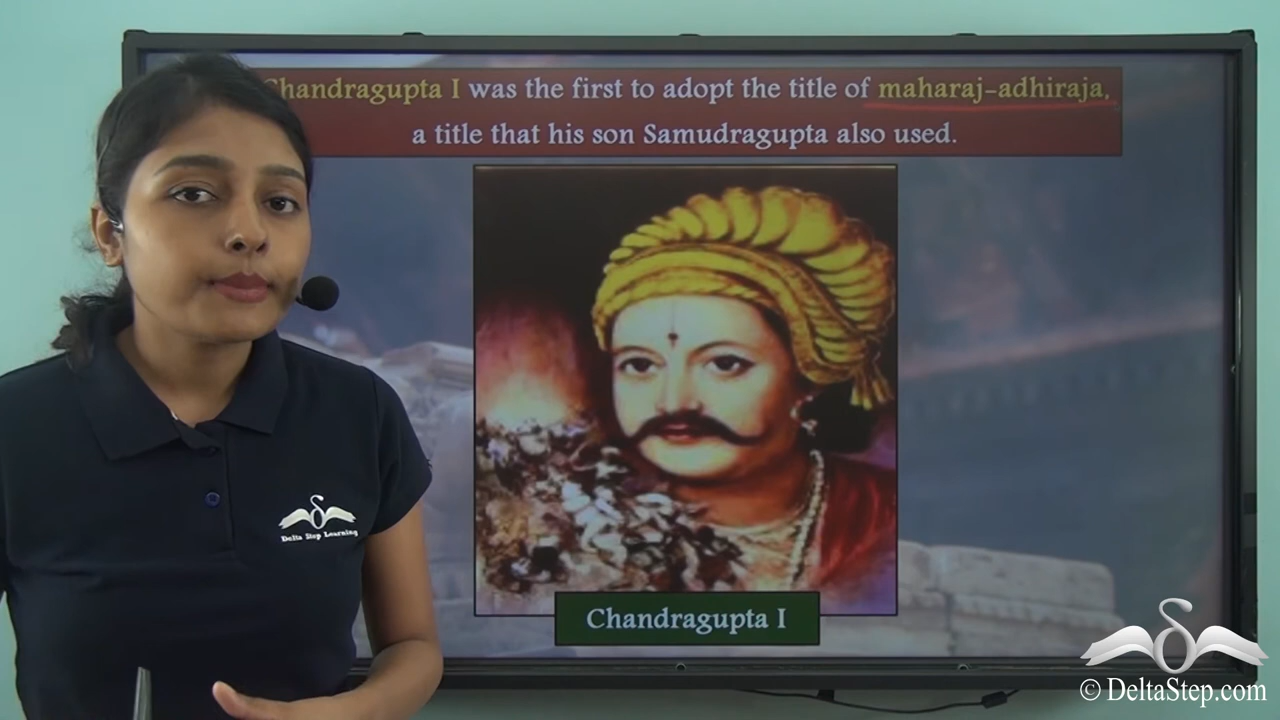 Chandragupta I was the first to adopt the title of maharaj-adhiraja,
a title that his son Samudragupta also used.
Delta Step Learning
Chandragupta I
© DeltaStep.com